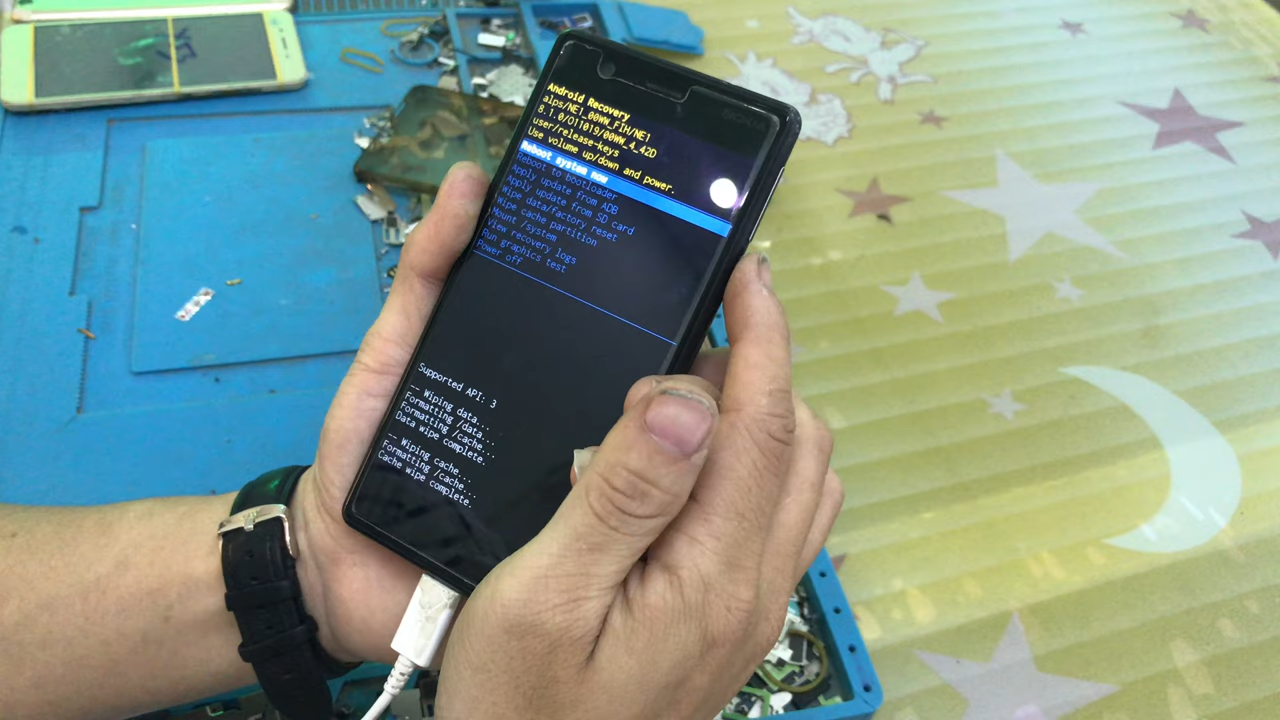 Android Recovery
alps/NE1_00WW_FIH/NE1
8.1.0/O11019/00WW_4_42D
user/release-keys
Use volume up/down and power.
Reboot system now
Reboot to bootloader
Apply update from ADB
Apply update from SD card
Wipe data/factory reset
Wipe cache partition
Mount /system
View recovery logs
Run graphics test
Power off
Supported API: 3
-- Wiping data...
Formatting /data...
Formatting /cache...
Data wipe complete.
-- Wiping cache...
Formatting /cache...
Cache wipe complete.